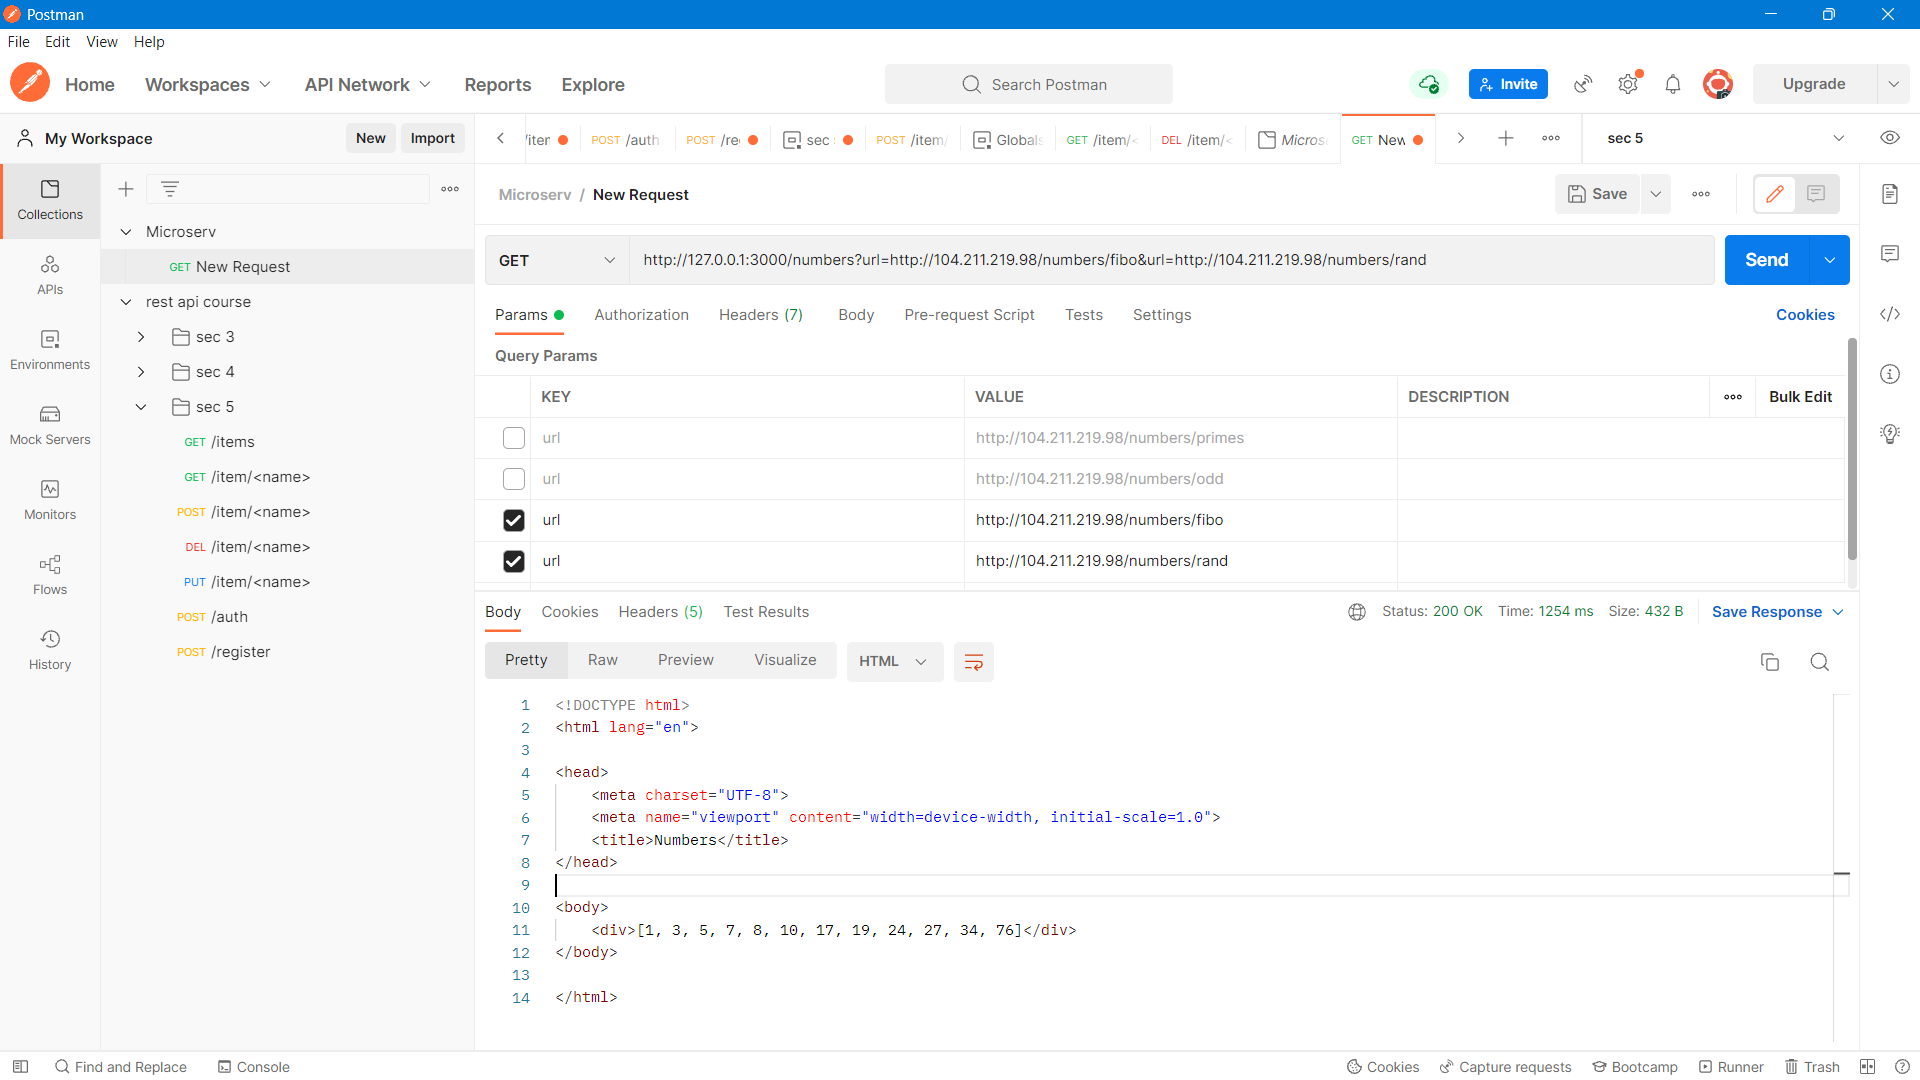 Postman
File Edit View Help
Home Workspaces API Network Reports Explore Search Postman Invite Upgrade
My Workspace New Import
/iten POST /auth POST /re sec POST /item/ Globals GET /item/< DEL /item/< Micros GET New sec 5
Collections
APIs
Environments
Mock Servers
Monitors
Flows
History
Microserv
GET New Request
rest api course
sec 3
sec 4
sec 5
GET /items
GET /item/<name>
POST /item/<name>
DEL /item/<name>
PUT /item/<name>
POST /auth
POST /register
Microserv / New Request Save
GET http://127.0.0.1:3000/numbers?url=http://104.211.219.98/numbers/fibo&url=http://104.211.219.98/numbers/rand Send
Params Authorization Headers (7) Body Pre-request Script Tests Settings Cookies
Query Params
KEY VALUE DESCRIPTION Bulk Edit
url http://104.211.219.98/numbers/primes
url http://104.211.219.98/numbers/odd
url http://104.211.219.98/numbers/fibo
url http://104.211.219.98/numbers/rand
Body Cookies Headers (5) Test Results Status: 200 OK Time: 1254 ms Size: 432 B Save Response
Pretty Raw Preview Visualize HTML
1 <!DOCTYPE html>
2 <html lang="en">
3
4 <head>
5 <meta charset="UTF-8">
6 <meta name="viewport" content="width=device-width, initial-scale=1.0">
7 <title>Numbers</title>
8 </head>
9
10 <body>
11 <div>[1, 3, 5, 7, 8, 10, 17, 19, 24, 27, 34, 76]</div>
12 </body>
13
14 </html>
Find and Replace Console Cookies Capture requests Bootcamp Runner Trash